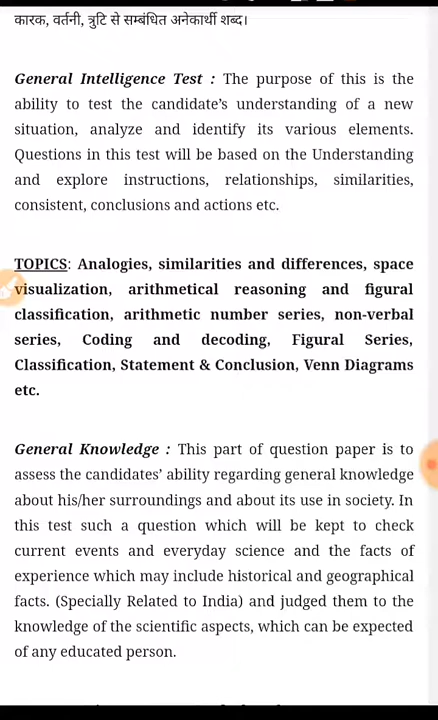 कारक, वर्तनी, त्रुटि से सम्बंधित अनेकार्थी शब्द।
General Intelligence Test : The purpose of this is the
ability to test the candidate’s understanding of a new
situation, analyze and identify its various elements.
Questions in this test will be based on the Understanding
and explore instructions, relationships, similarities,
consistent, conclusions and actions etc.
TOPICS: Analogies, similarities and differences, space
visualization, arithmetical reasoning and figural
classification, arithmetic number series, non-verbal
series, Coding and decoding, Figural Series,
Classification, Statement & Conclusion, Venn Diagrams
etc.
General Knowledge : This part of question paper is to
assess the candidates’ ability regarding general knowledge
about his/her surroundings and about its use in society. In
this test such a question which will be kept to check
current events and everyday science and the facts of
experience which may include historical and geographical
facts. (Specially Related to India) and judged them to the
knowledge of the scientific aspects, which can be expected
of any educated person.